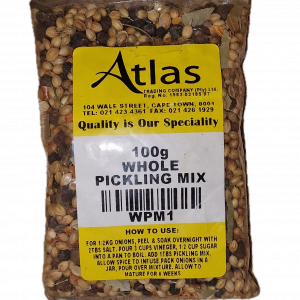 Atlas
TRADING COMPANY (Pty) Ltd
104 WALE STREET, CAPE TOWN, 8001
TEL: 021 423 4361 FAX: 021 426 1929
Quality is Our Speciality
100g
WHOLE
PICKLING MIX
WPM1
HOW TO USE:
FOR 1.2KG ONIONS, PEEL & SOAK OVERNIGHT WITH
2TBS SALT. POUR 3 CUPS VINEGER, 1/2 CUP SUGAR
INTO A PAN TO BOIL. ADD 1TBS PICKLING MIX.
ALLOW SPICE TO INFUSE PACK ONIONS IN A
JAR, POUR OVER MIXTURE. ALLOW TO
MATURE FOR 6 WEEKS